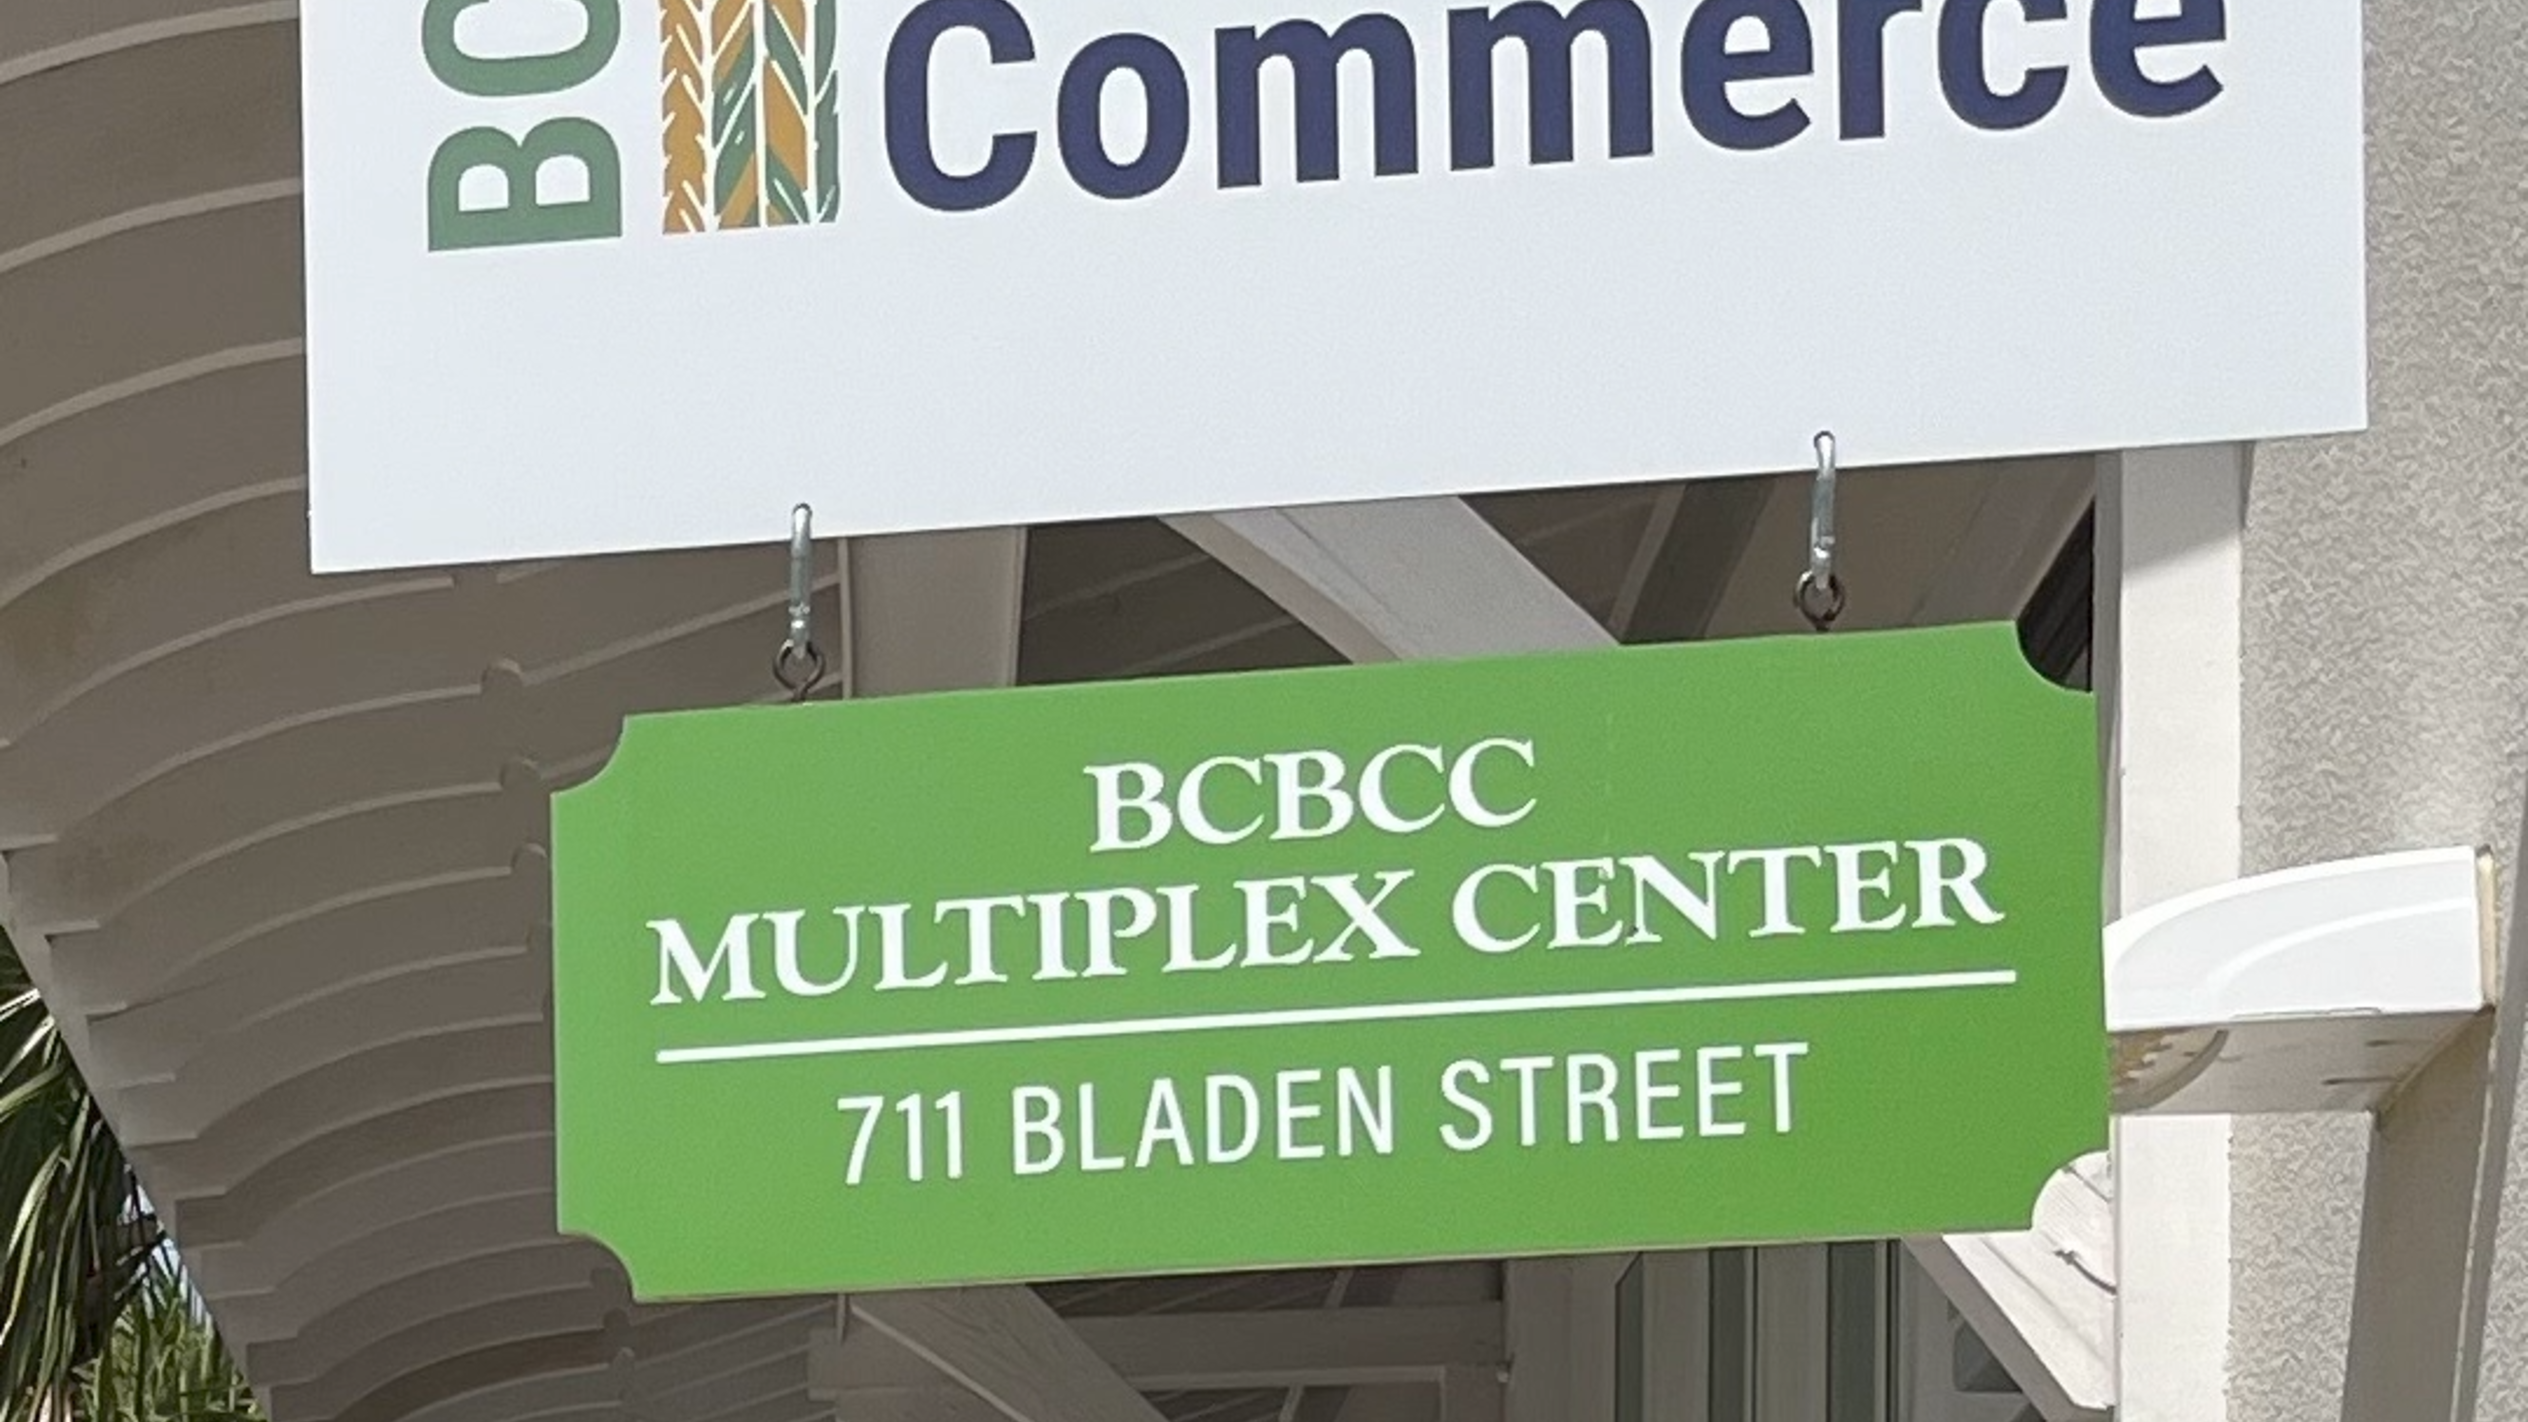 Commerce
BCBCC
MULTIPLEX CENTER
711 BLADEN STREET